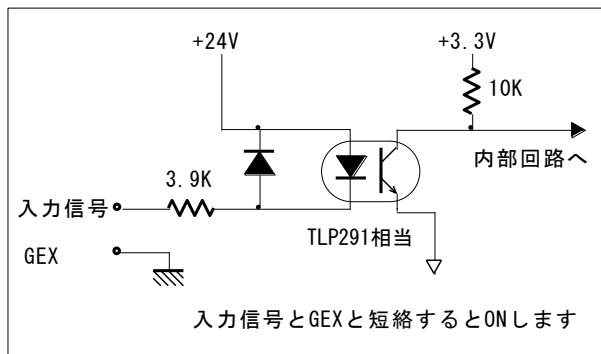 +24V
+3.3V
10K
内部回路へ
3.9K
入力信号
TLP291相当
GEX
入力信号とGEXと短絡するとONします